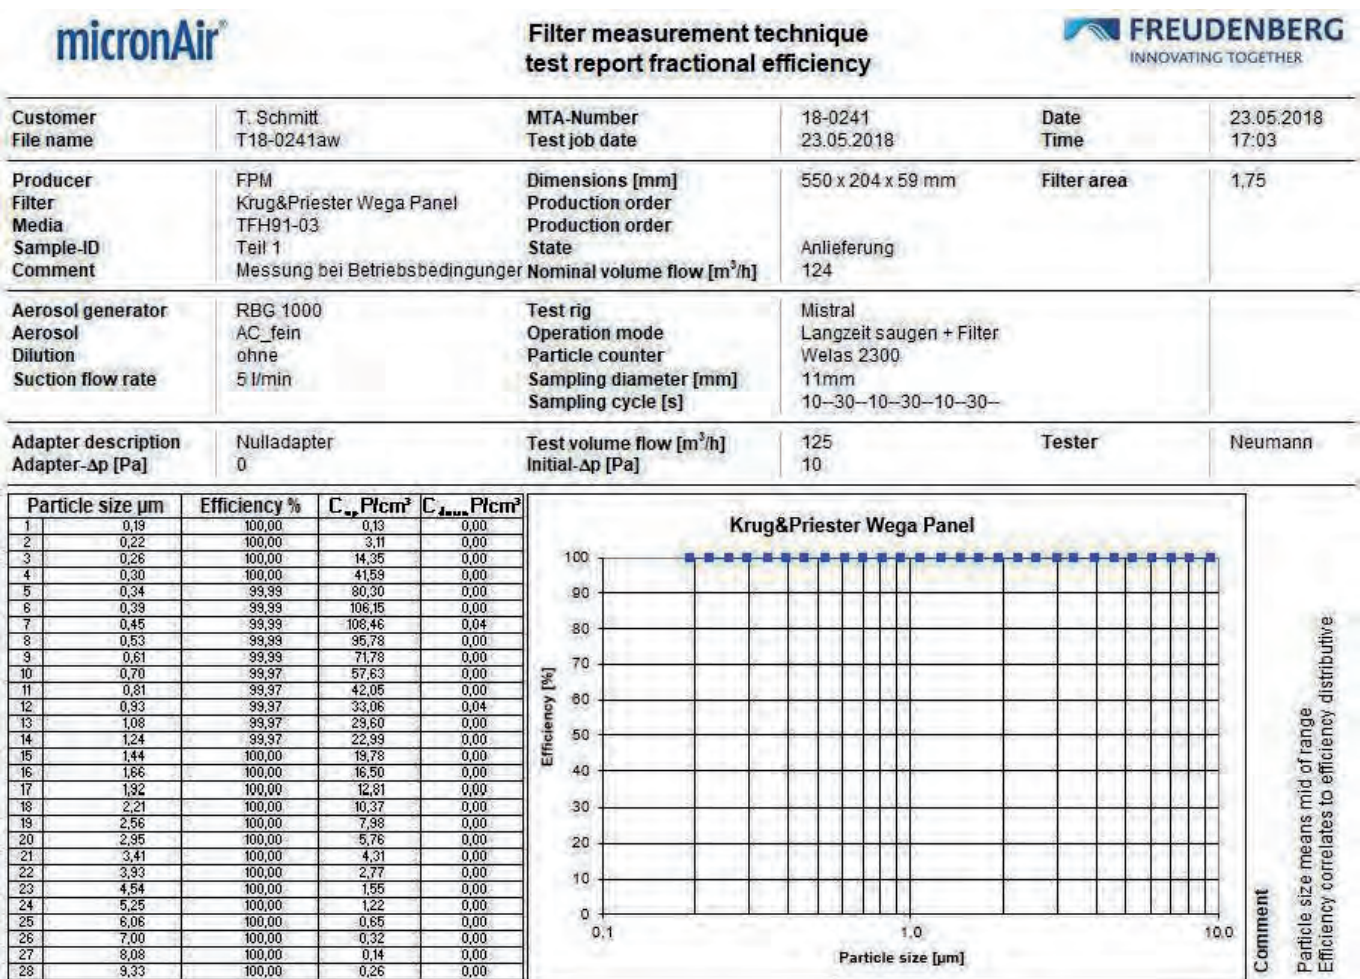 micronAir®
Filter measurement technique
test report fractional efficiency
FREUDENBERG
INNOVATING TOGETHER
Customer T. Schmitt MTA-Number 18-0241 Date 23.05.2018
File name T18-0241aw Test job date 23.05.2018 Time 17:03
Producer FPM Dimensions [mm] 550 x 204 x 59 mm Filter area 1,75
Filter Krug&Priester Wega Panel Production order
Media TFH91-03 Production order
Sample-ID Teil 1 State Anlieferung
Comment Messung bei Betriebsbedingunger Nominal volume flow [m³/h] 124
Aerosol generator RBG 1000 Test rig Mistral
Aerosol AC_fein Operation mode Langzeit saugen + Filter
Dilution ohne Particle counter Welas 2300
Suction flow rate 5 l/min Sampling diameter [mm] 11mm
Sampling cycle [s] 10--30--10--30--10--30--
Adapter description Nulladapter Test volume flow [m³/h] 125 Tester Neumann
Adapter-Δp [Pa] 0 Initial-Δp [Pa] 10
Particle size µm Efficiency % C P/cm³ C P/cm³
1 0,19 100,00 0,13 0,00
2 0,22 100,00 3,11 0,00
3 0,26 100,00 14,35 0,00
4 0,30 100,00 41,59 0,00
5 0,34 99,99 80,30 0,00
6 0,39 99,99 106,15 0,00
7 0,45 99,99 108,46 0,04
8 0,53 99,99 95,78 0,00
9 0,61 99,99 71,78 0,00
10 0,70 99,97 57,63 0,00
11 0,81 99,97 42,05 0,00
12 0,93 99,97 33,06 0,04
13 1,08 99,97 29,60 0,00
14 1,24 99,97 22,99 0,00
15 1,44 100,00 19,78 0,00
16 1,66 100,00 16,50 0,00
17 1,92 100,00 12,81 0,00
18 2,21 100,00 10,37 0,00
19 2,56 100,00 7,98 0,00
20 2,95 100,00 5,76 0,00
21 3,41 100,00 4,31 0,00
22 3,93 100,00 2,77 0,00
23 4,54 100,00 1,55 0,00
24 5,25 100,00 1,22 0,00
25 6,06 100,00 0,65 0,00
26 7,00 100,00 0,32 0,00
27 8,08 100,00 0,14 0,00
28 9,33 100,00 0,26 0,00
Krug&Priester Wega Panel
Efficiency [%]
100
90
80
70
60
50
40
30
20
10
0
0,1 1,0 10,0
Particle size [µm]
Comment
Particle size means mid of range
Efficiency correlates to efficiency distributive